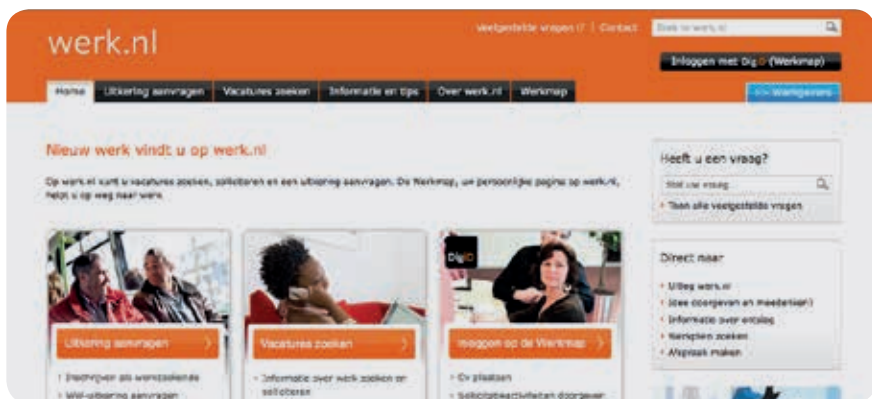 werk.nl
Veelgestelde vragen | Contact
Zoek op werk.nl
Inloggen met DigiD (Werkmap)
Home Uitkering aanvragen Vacatures zoeken Informatie en tips Over werk.nl Werkmap
>> Werkgevers
Nieuw werk vindt u op werk.nl
Op werk.nl kunt u vacatures zoeken, solliciteren en een uitkering aanvragen. De Werkmap, uw persoonlijke pagina op werk.nl,
helpt u op weg naar werk.
DigiD
Uitkering aanvragen
Inschrijven als werkzoekende
WW-uitkering aanvragen
Vacatures zoeken
Informatie over werk zoeken en
solliciteren
Inloggen op de Werkmap
Cv plaatsen
Sollicitatieactiviteiten doorgeven
Heeft u een vraag?
Stel uw vraag
Toon alle veelgestelde vragen
Direct naar
Uitleg werk.nl
Idee doorgeven en meedenken?
Informatie over ontslag
Werkplein zoeken
Afspraak maken